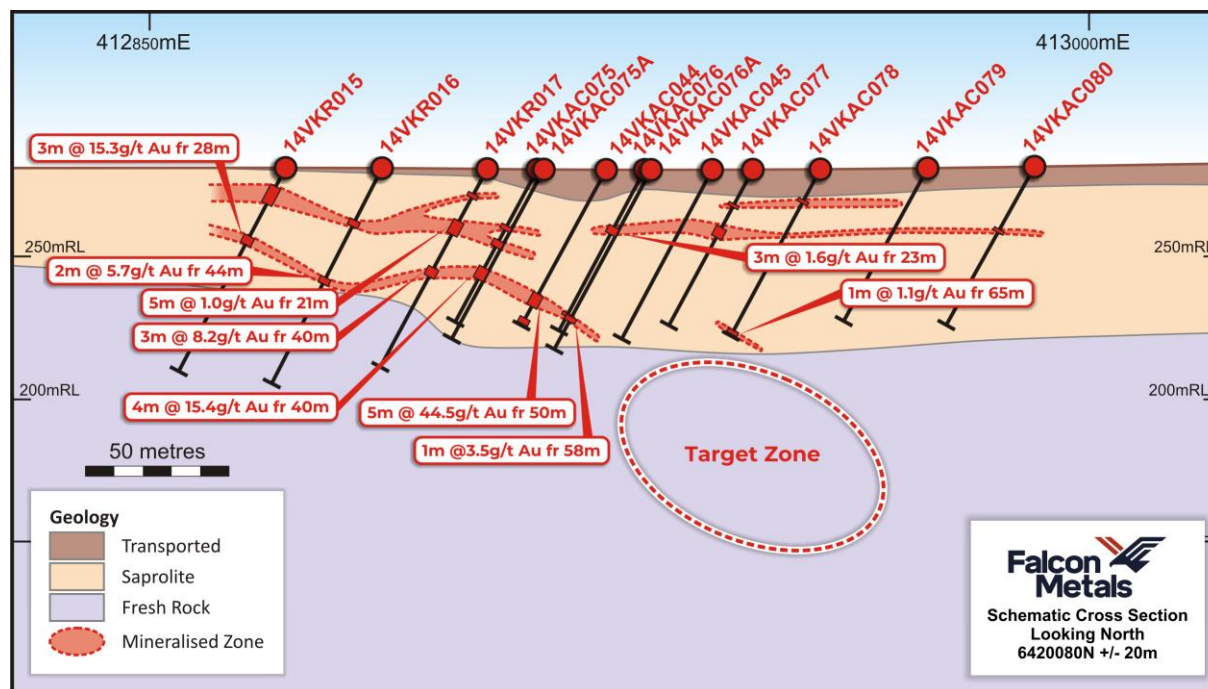 412850mE
413000mE
14VKR015
14VKR016
14VKR017
14VKAC075
14VKAC075A
14VKAC044
14VKAC076
14VKAC076A
14VKAC045
14VKAC077
14VKAC078
14VKAC079
14VKAC080
3m @ 15.3g/t Au fr 28m
250mRL
250mRL
2m @ 5.7g/t Au fr 44m
3m @ 1.6g/t Au fr 23m
5m @ 1.0g/t Au fr 21m
1m @ 1.1g/t Au fr 65m
3m @ 8.2g/t Au fr 40m
200mRL
200mRL
4m @ 15.4g/t Au fr 40m
5m @ 44.5g/t Au fr 50m
1m @3.5g/t Au fr 58m
Target Zone
50 metres
Geology
Transported
Saprolite
Fresh Rock
Mineralised Zone
Falcon
Metals
Schematic Cross Section
Looking North
6420080N +/- 20m